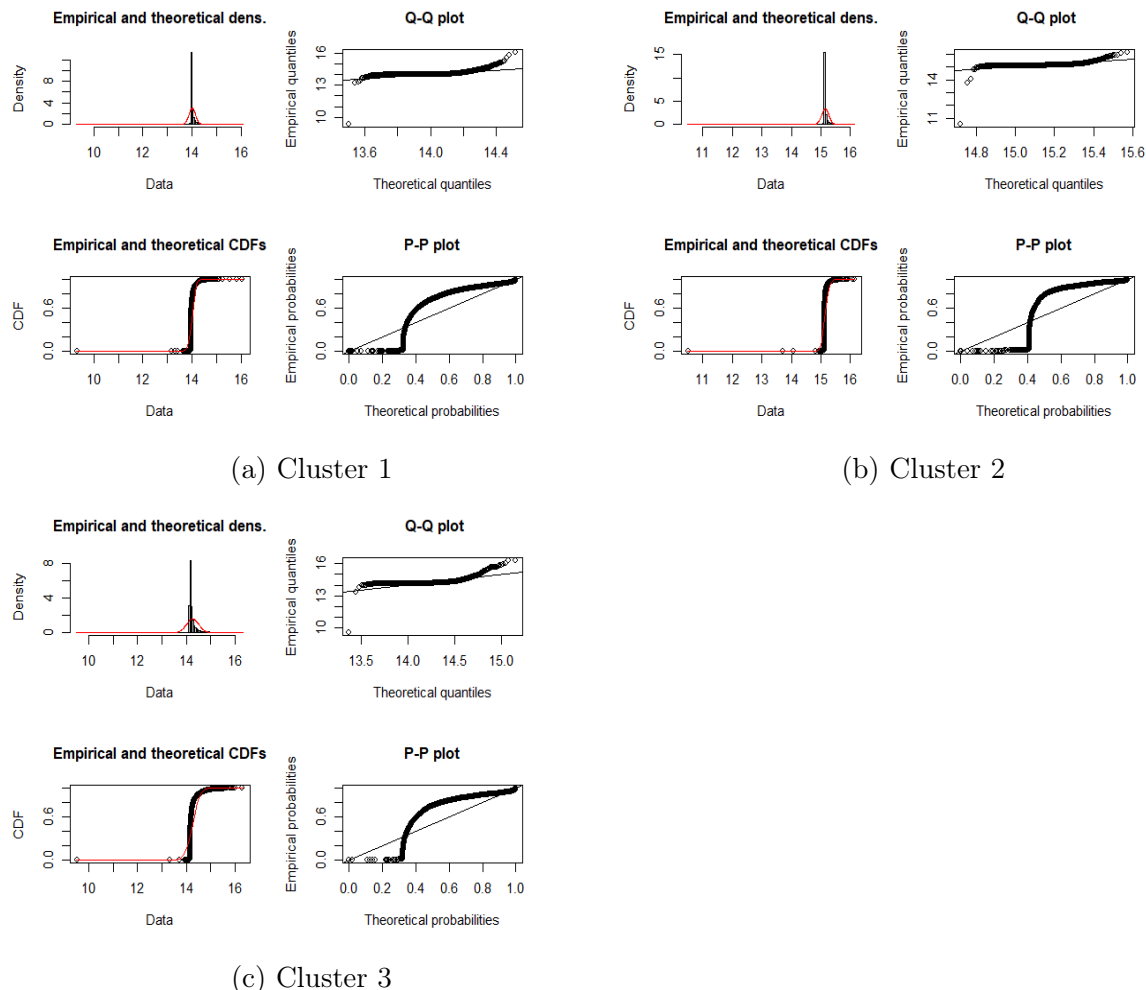 Empirical and theoretical dens.
Density
0 4 8
10 12 14 16
Data
Q-Q plot
Empirical quantiles
10 13 16
13.6 14.0 14.4
Theoretical quantiles
Empirical and theoretical CDFs
CDF
0.0 0.6
10 12 14 16
Data
P-P plot
Empirical probabilities
0.0 0.6
0.0 0.2 0.4 0.6 0.8 1.0
Theoretical probabilities
(a) Cluster 1
Empirical and theoretical dens.
Density
0 5 15
11 12 13 14 15 16
Data
Q-Q plot
Empirical quantiles
11 14
14.8 15.0 15.2 15.4 15.6
Theoretical quantiles
Empirical and theoretical CDFs
CDF
0.0 0.6
11 12 13 14 15 16
Data
P-P plot
Empirical probabilities
0.0 0.6
0.0 0.2 0.4 0.6 0.8 1.0
Theoretical probabilities
(b) Cluster 2
Empirical and theoretical dens.
Density
0 4 8
10 12 14 16
Data
Q-Q plot
Empirical quantiles
10 13 16
13.5 14.0 14.5 15.0
Theoretical quantiles
Empirical and theoretical CDFs
CDF
0.0 0.6
10 12 14 16
Data
P-P plot
Empirical probabilities
0.0 0.6
0.0 0.2 0.4 0.6 0.8 1.0
Theoretical probabilities
(c) Cluster 3